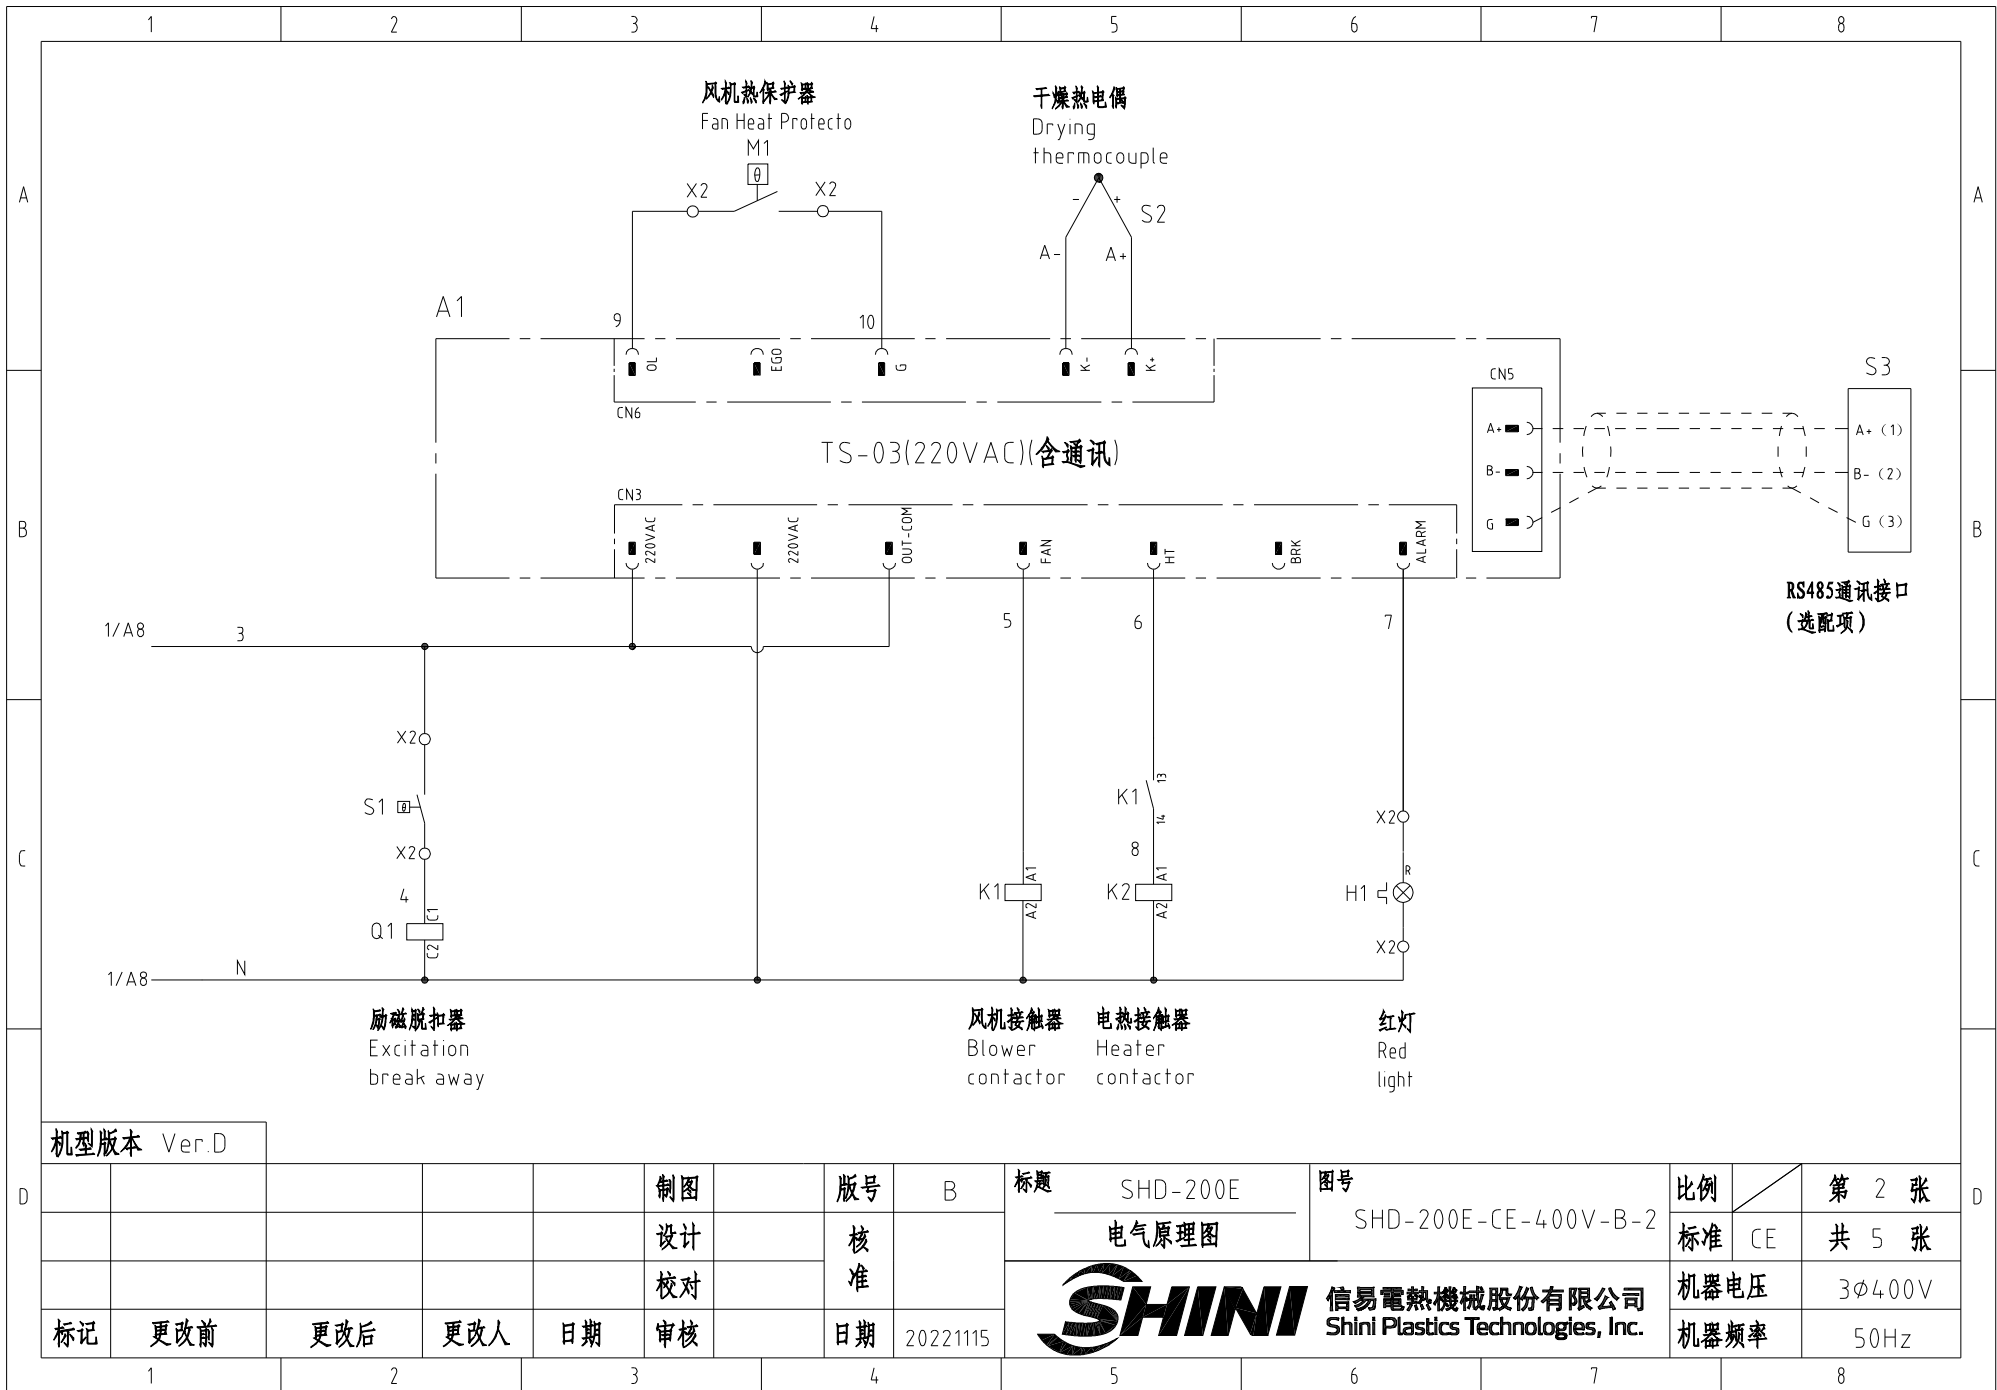 1 2 3 4 5 6 7 8
风机热保护器
Fan Heat Protecto
M1
θ
X2 X2
干燥热电偶
Drying
thermocouple
- +
S2
A- A+
A A
A1
9 10
OL EGO G K- K+
CN6
TS-03(220VAC)(含通讯)
CN5
A+
B-
G
S3
A+ (1)
B- (2)
G (3)
RS485通讯接口
(选配项)
CN3
220VAC 220VAC OUT-COM FAN HT BRK ALARM
B B
1/A8 3
5 6 7
X2
S1 θ
X2
4
Q1 C1
C2
K1 13
14
8
K1 A1
A2
K2 A1
A2
X2
R
H1
X2
C C
1/A8 N
励磁脱扣器
Excitation
break away
风机接触器
Blower
contactor
电热接触器
Heater
contactor
红灯
Red
light
机型版本 Ver.D
D D
制图 版号 B
设计 核准
校对
标记 更改前 更改后 更改人 日期 审核 日期 20221115
标题 SHD-200E
电气原理图
图号
SHD-200E-CE-400V-B-2
比例 第 2 张
标准 CE 共 5 张
机器电压 3φ400V
机器频率 50Hz
SHINI
信易電熱機械股份有限公司
Shini Plastics Technologies, Inc.
1 2 3 4 5 6 7 8